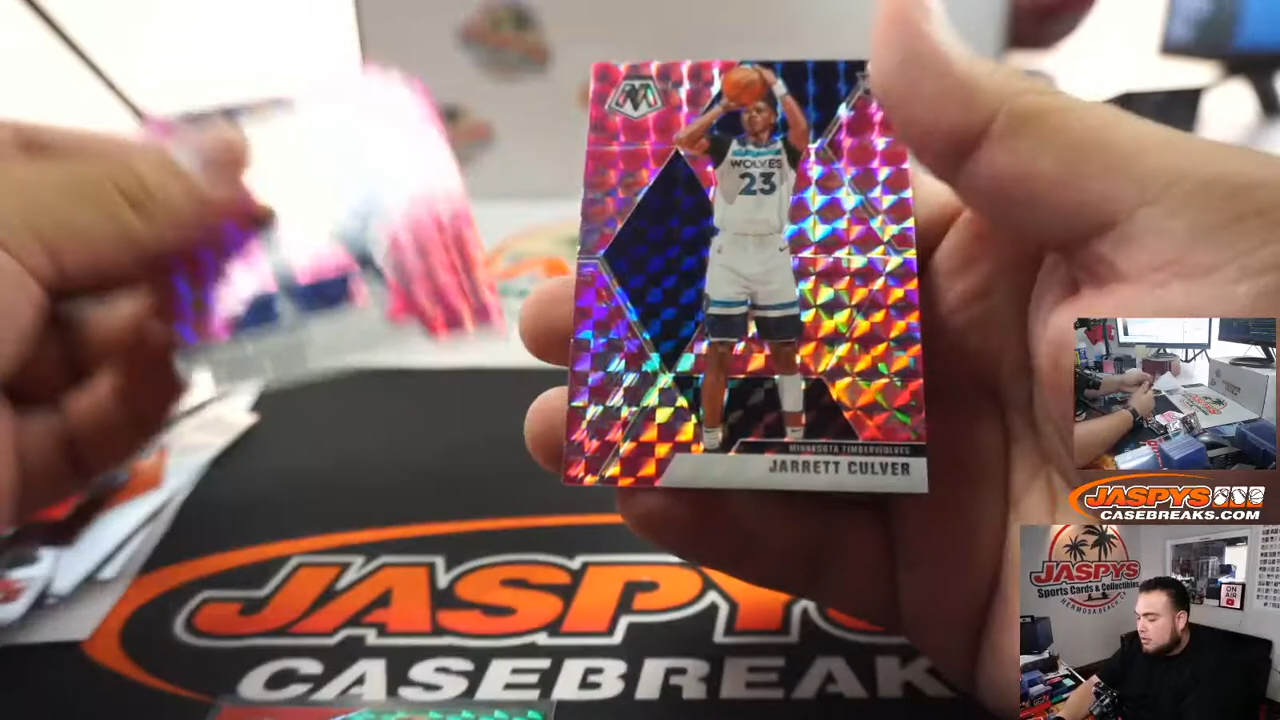 WOLVES
23
MINNESOTA TIMBERWOLVES
JARRETT CULVER
JASPYS
CASEBREAKS.COM
JASPYS
Sports Cards & Collectibles
HERMOSA BEACH, CA
ON
AIR
JASPYS
CASEBREAK